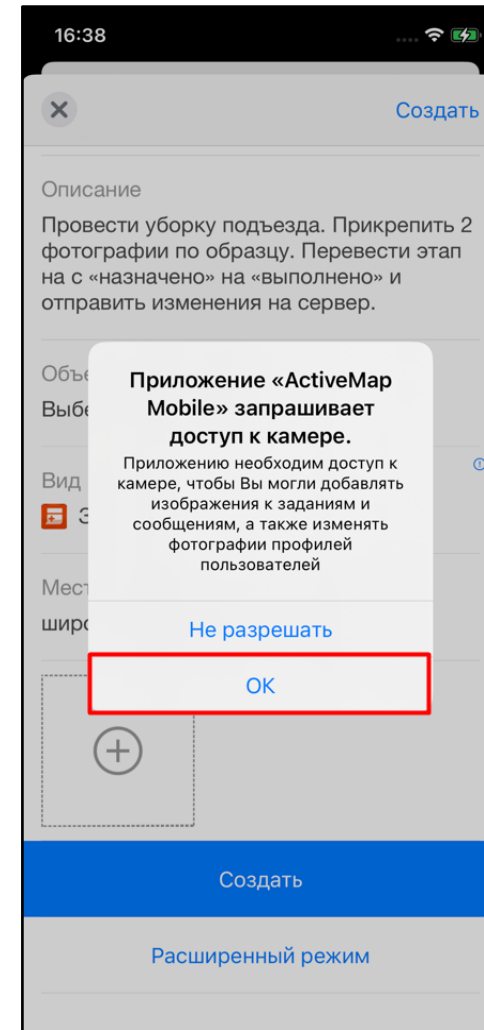 16:38
Создать
Описание
Провести уборку подъезда. Прикрепить 2
фотографии по образцу. Перевести этап
на с «назначено» на «выполнено» и
отправить изменения на сервер.
Приложение «ActiveMap
Mobile» запрашивает
доступ к камере.
Приложению необходим доступ к
камере, чтобы Вы могли добавлять
изображения к заданиям и
сообщениям, а также изменять
фотографии профилей
пользователей
Вид
Не разрешать
ОК
Создать
Расширенный режим